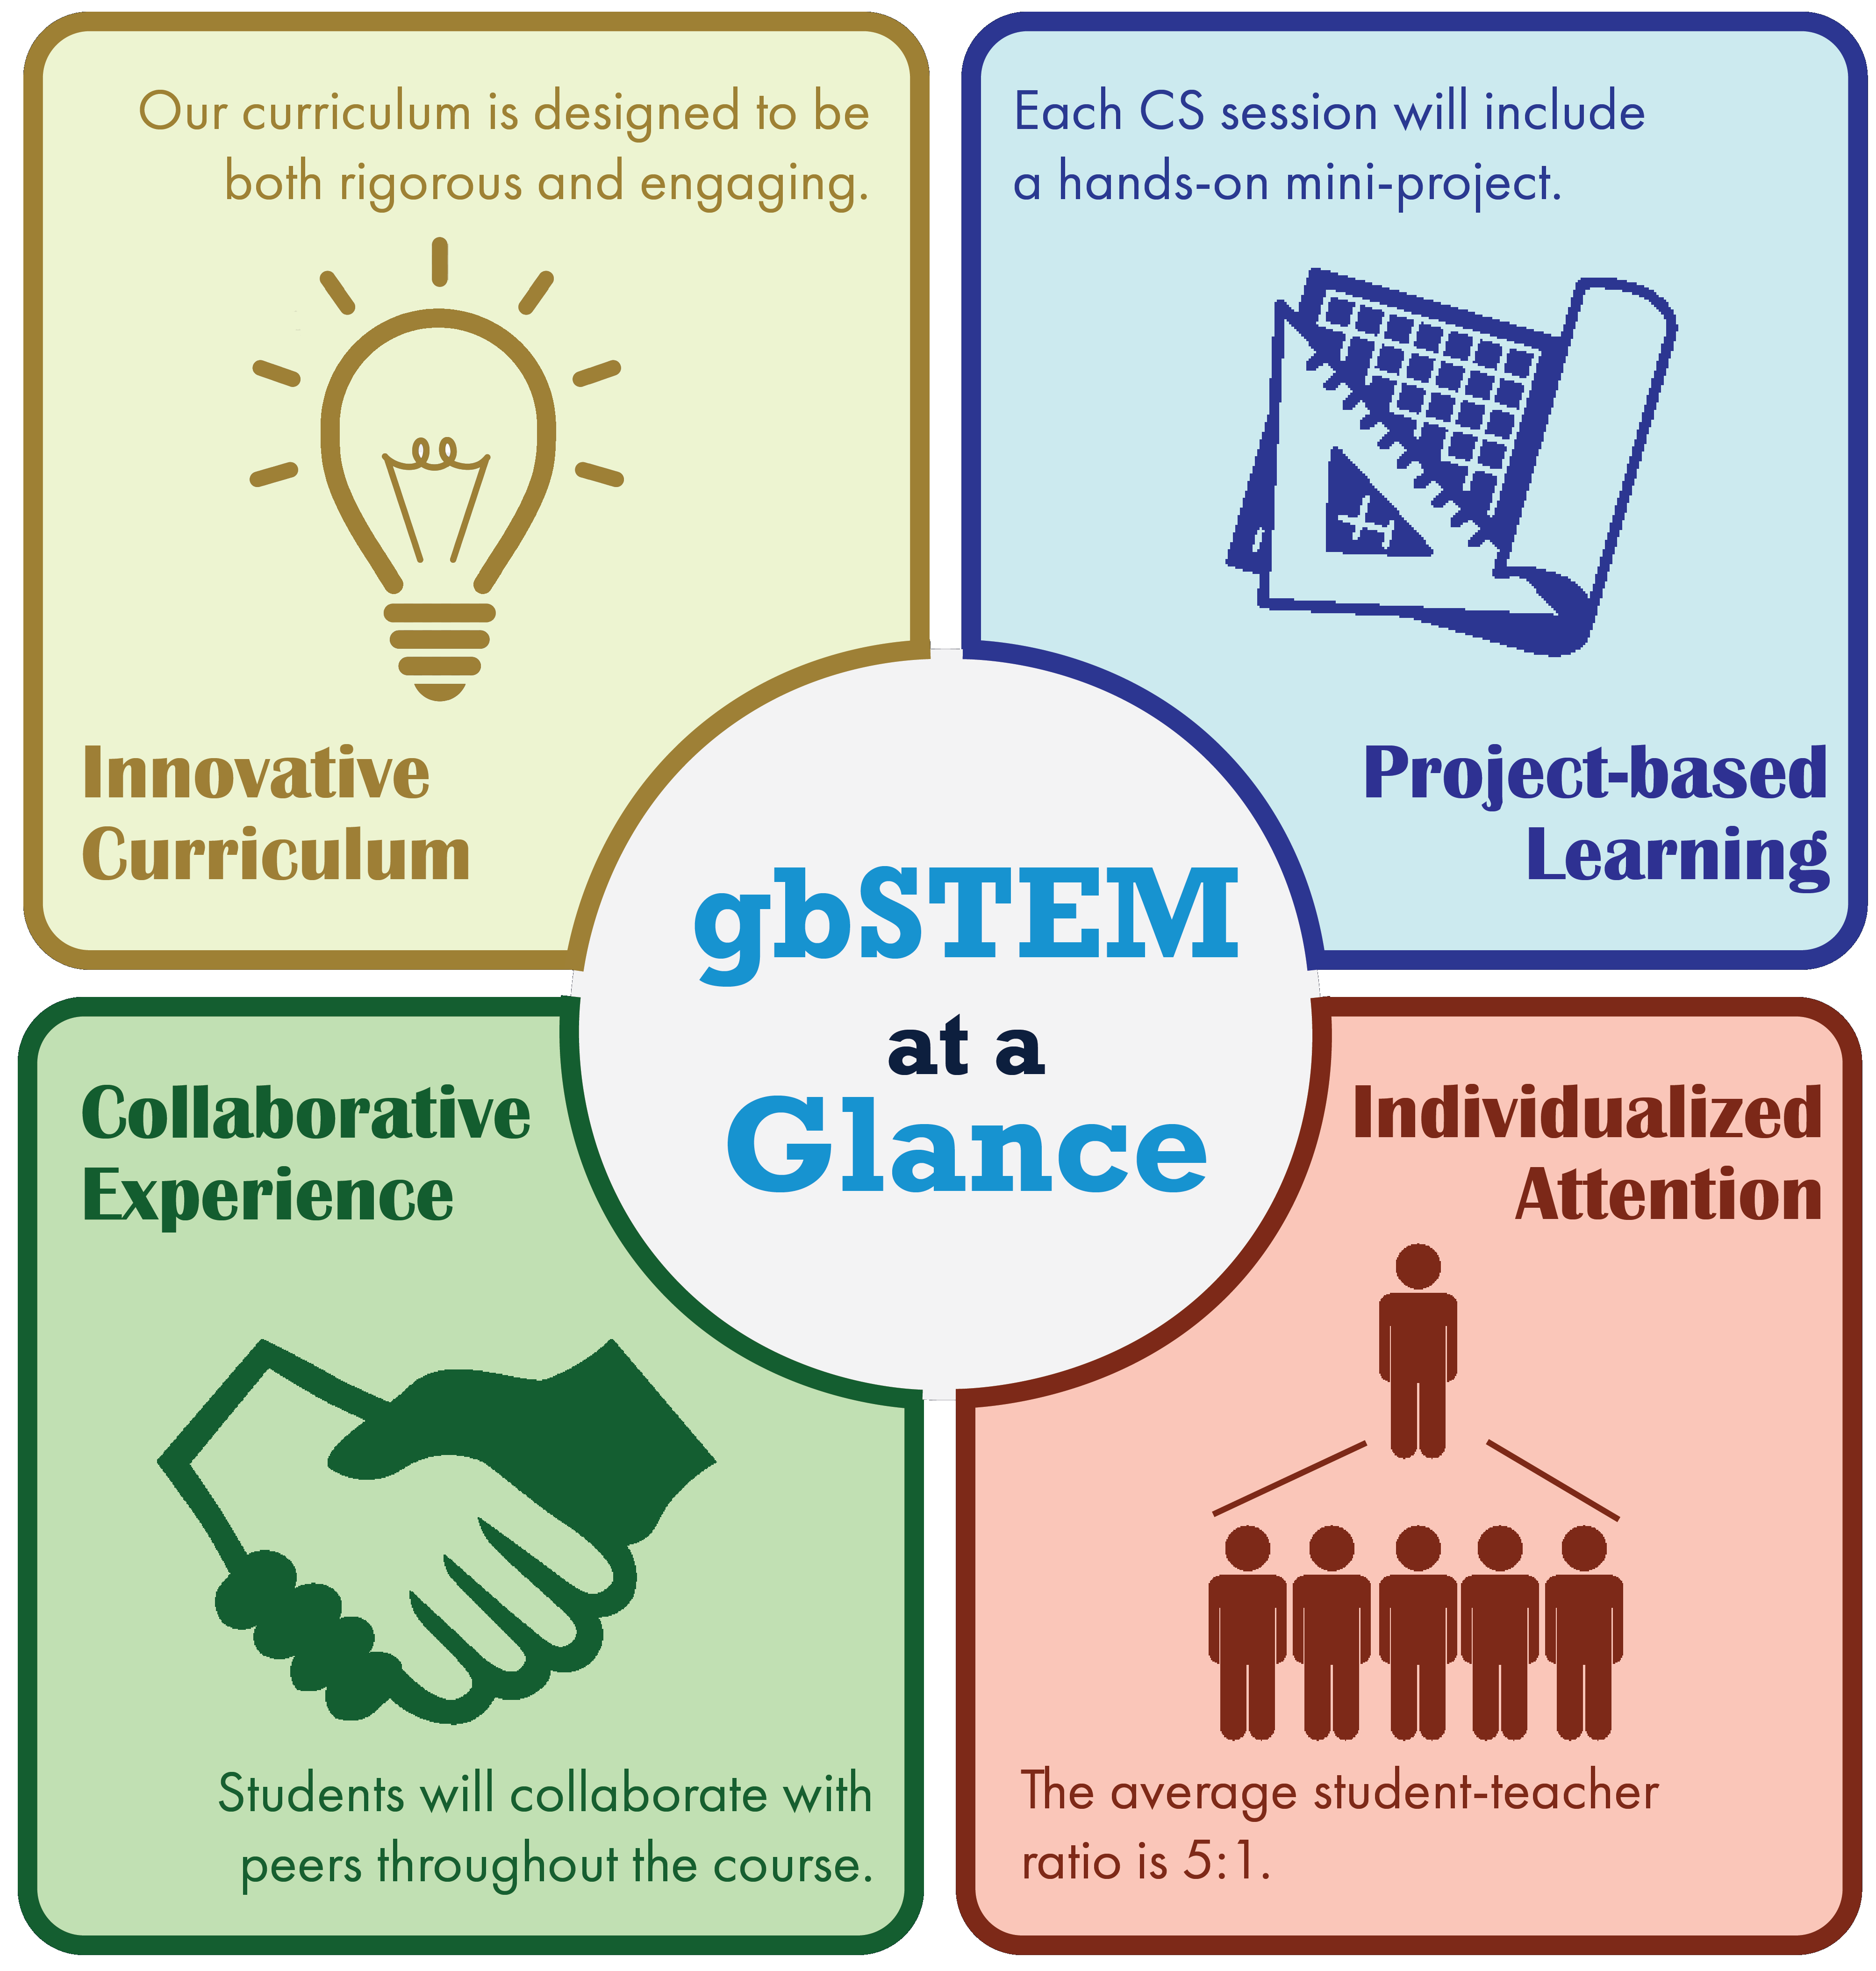 Our curriculum is designed to be
both rigorous and engaging.
Innovative
Curriculum
Each CS session will include
a hands-on mini-project.
Project-based
Learning
gbSTEM
at a
Glance
Collaborative
Experience
Students will collaborate with
peers throughout the course.
Individualized
Attention
The average student-teacher
ratio is 5:1.